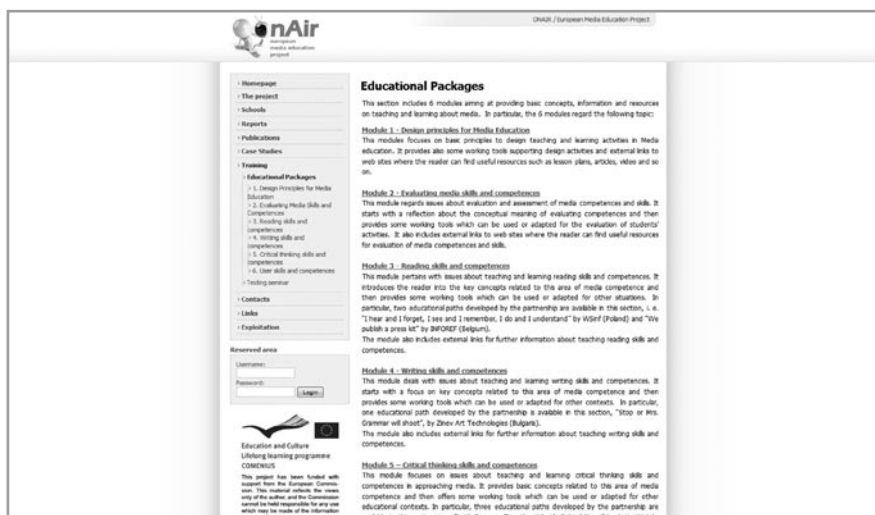 OnAir
european
media education
project
ONAIR / European Media Education Project
Homepage
The project
Schools
Reports
Publications
Case Studies
Training
Educational Packages
1. Design Principles for Media
Education
2. Evaluating Media Skills and
Competences
3. Reading skills and
competences
4. Writing skills and
competences
5. Critical thinking skills and
competences
6. User skills and competences
Testing seminar
Contacts
Links
Exploitation
Reserved area
Username:
Password:
Login
Education and Culture
Lifelong learning programme
COMENIUS
This project has been funded with
support from the European Commis-
sion. This material reflects the views
only of the author, and the Commission
cannot be held responsible for any use
which may be made of the information
Educational Packages
This section includes 6 modules aiming at providing basic concepts, information and resources
on teaching and learning about media. In particular, the 6 modules regard the following topic:
Module 1 - Design principles for Media Education
This modules focuses on basic principles to design teaching and learning activities in Media
education. It provides also some working tools supporting design activities and external links to
web sites where the reader can find useful resources such as lesson plans, articles, video and so
on.
Module 2 - Evaluating media skills and competences
This module regards issues about evaluation and assessment of media competences and skills. It
starts with a reflection about the conceptual meaning of evaluating competences and then
provides some working tools which can be used or adapted for the evaluation of students'
activities. It also includes external links to web sites where the reader can find useful resources
for evaluation of media competences and skills.
Module 3 - Reading skills and competences
This module pertains with issues about teaching and learning reading skills and competences. It
introduces the reader into the key concepts related to this area of media competence and
then provides some working tools which can be used or adapted for other situations. In
particular, two educational paths developed by the partnership are available in this section, i. e.
"I hear and I forget, I see and I remember, I do and I understand" by WSinf (Poland) and "We
publish a press kit" by INFOREF (Belgium).
The module also includes external links for further information about teaching reading skills and
competences.
Module 4 - Writing skills and competences
This module deals with issues about teaching and learning writing skills and competences. It
starts with a focus on key concepts related to this area of media competence and then
provides some working tools which can be used or adapted for other contexts. In particular,
one educational path developed by the partnership is available in this section, "Stop or Mrs.
Grammar will shoot", by Zinev Art Technologies (Bulgaria).
The module also includes external links for further information about teaching writing skills and
competences.
Module 5 – Critical thinking skills and competences
This module focuses on issues about teaching and learning critical thinking skills and
competences in approaching media. It provides basic concepts related to this area of media
competence and then offers some working tools which can be used or adapted for other
educational contexts. In particular, three educational paths developed by the partnership are